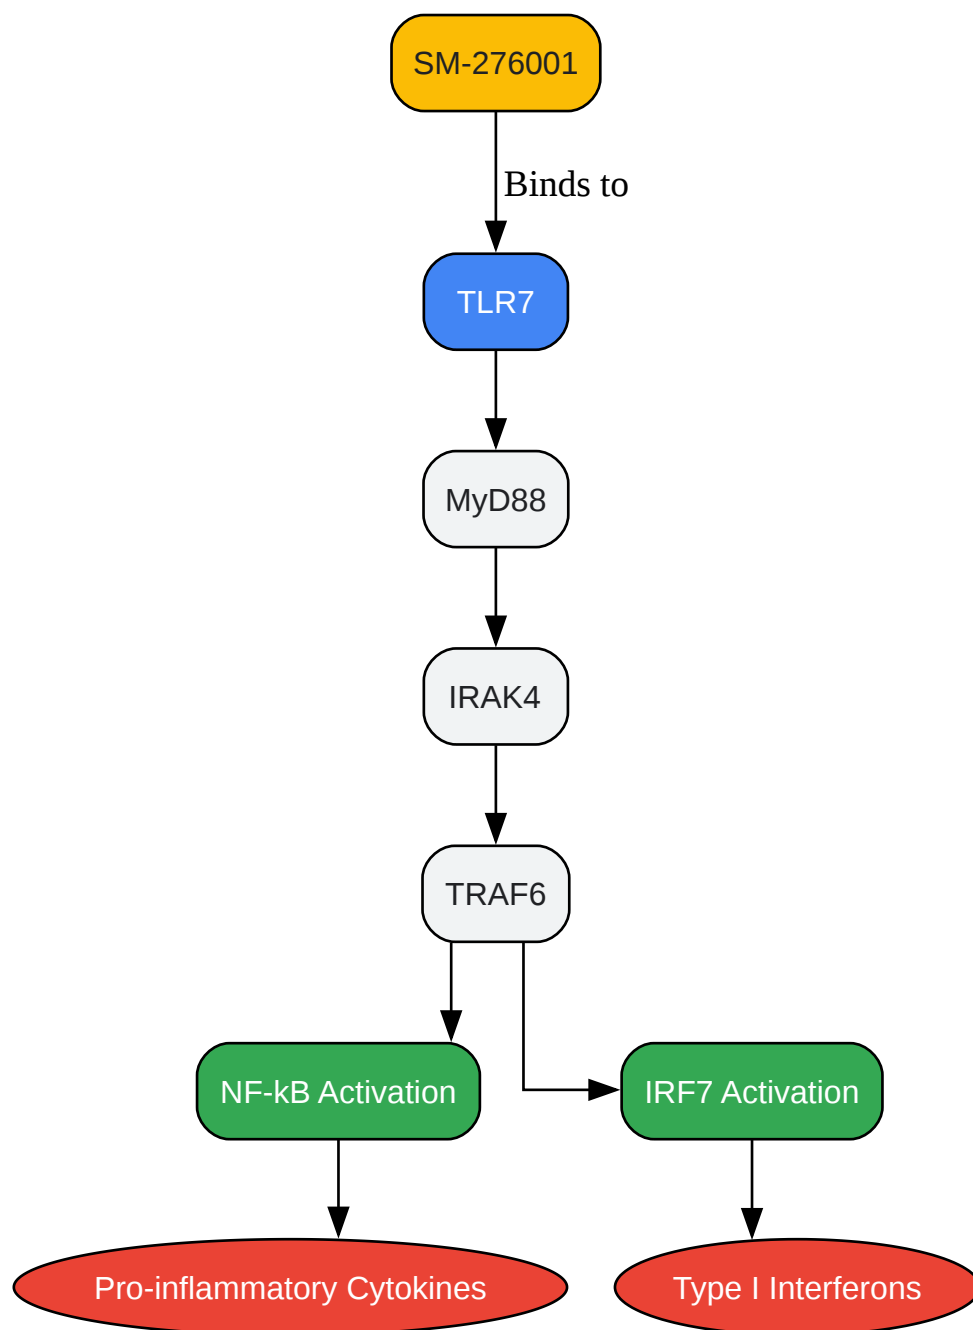 SM-276001
Binds to
TLR7
MyD88
IRAK4
TRAF6
NF-kB Activation
IRF7 Activation
Pro-inflammatory Cytokines
Type I Interferons